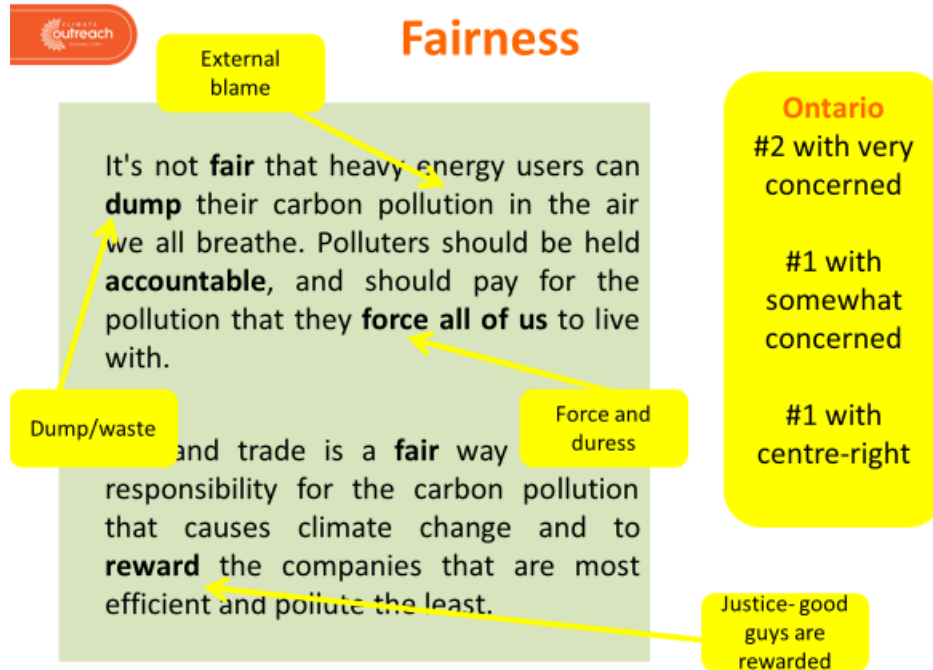 CLIMATE
outreach
Fairness
External
blame
It's not fair that heavy energy users can
dump their carbon pollution in the air
we all breathe. Polluters should be held
accountable, and should pay for the
pollution that they force all of us to live
with.
Dump/waste
Force and
duress
and trade is a fair way
responsibility for the carbon pollution
that causes climate change and to
reward the companies that are most
efficient and pollute the least.
Justice- good
guys are
rewarded
Ontario
#2 with very
concerned
#1 with
somewhat
concerned
#1 with
centre-right